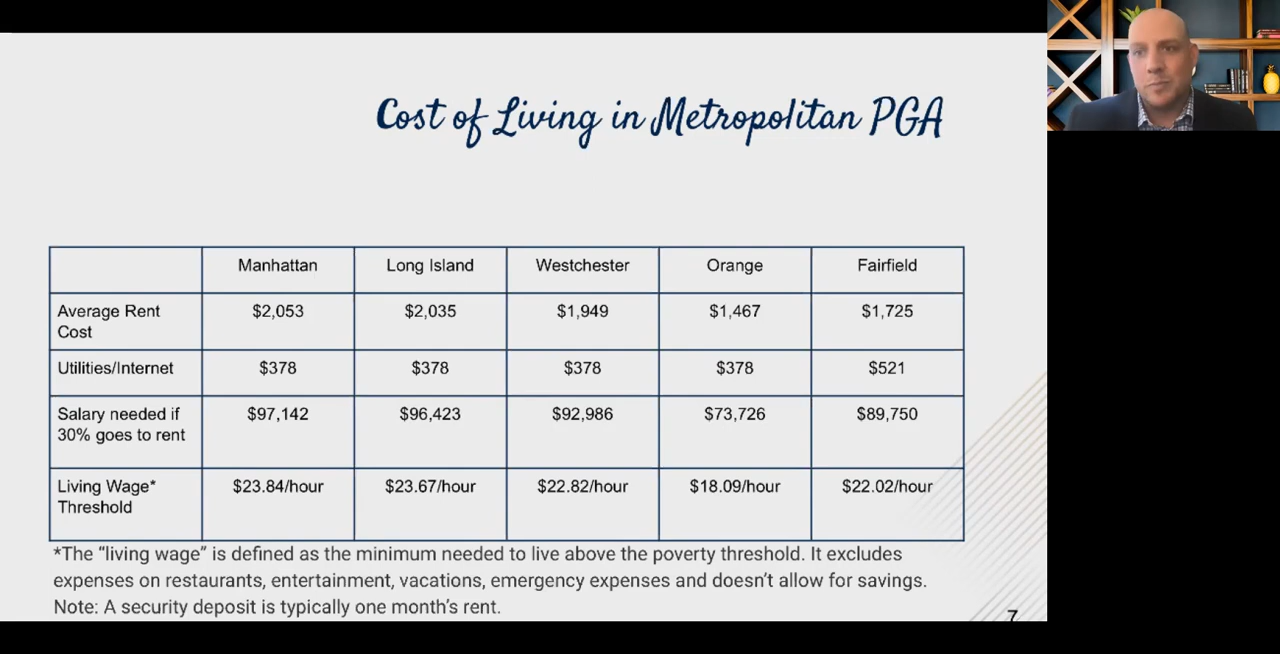 Cost of Living in Metropolitan PGA
Manhattan Long Island Westchester Orange Fairfield
Average Rent Cost $2,053 $2,035 $1,949 $1,467 $1,725
Utilities/Internet $378 $378 $378 $378 $521
Salary needed if 30% goes to rent $97,142 $96,423 $92,986 $73,726 $89,750
Living Wage* Threshold $23.84/hour $23.67/hour $22.82/hour $18.09/hour $22.02/hour
*The “living wage” is defined as the minimum needed to live above the poverty threshold. It excludes
expenses on restaurants, entertainment, vacations, emergency expenses and doesn’t allow for savings.
Note: A security deposit is typically one month’s rent.
7